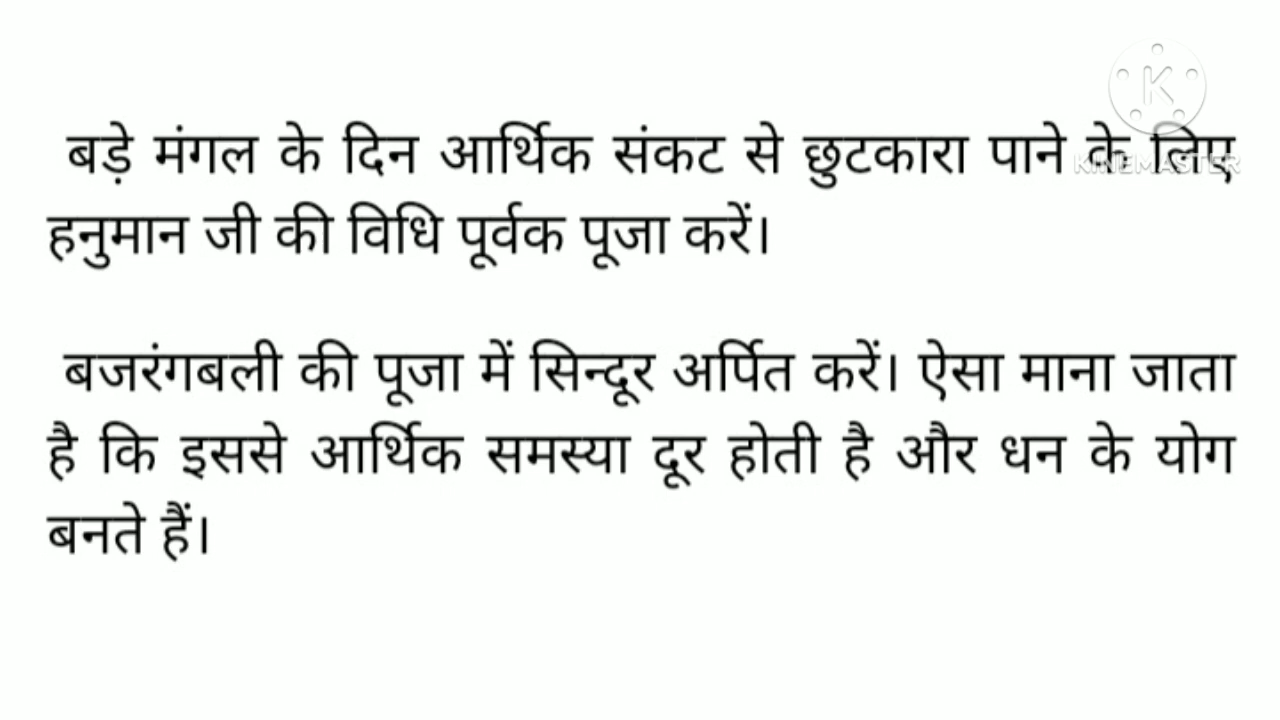 KINEMASTER
बड़े मंगल के दिन आर्थिक संकट से छुटकारा पाने के लिए
हनुमान जी की विधि पूर्वक पूजा करें।
बजरंगबली की पूजा में सिन्दूर अर्पित करें। ऐसा माना जाता
है कि इससे आर्थिक समस्या दूर होती है और धन के योग
बनते हैं।